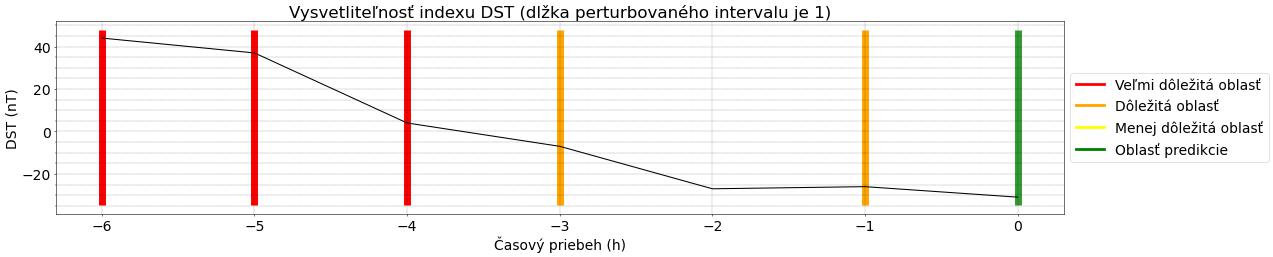 Vysvetliteľnosť indexu DST (dĺžka perturbovaného intervalu je 1)
DST (nT)
40
20
0
−20
−6 −5 −4 −3 −2 −1 0
Časový priebeh (h)
Veľmi dôležitá oblasť
Dôležitá oblasť
Menej dôležitá oblasť
Oblasť predikcie